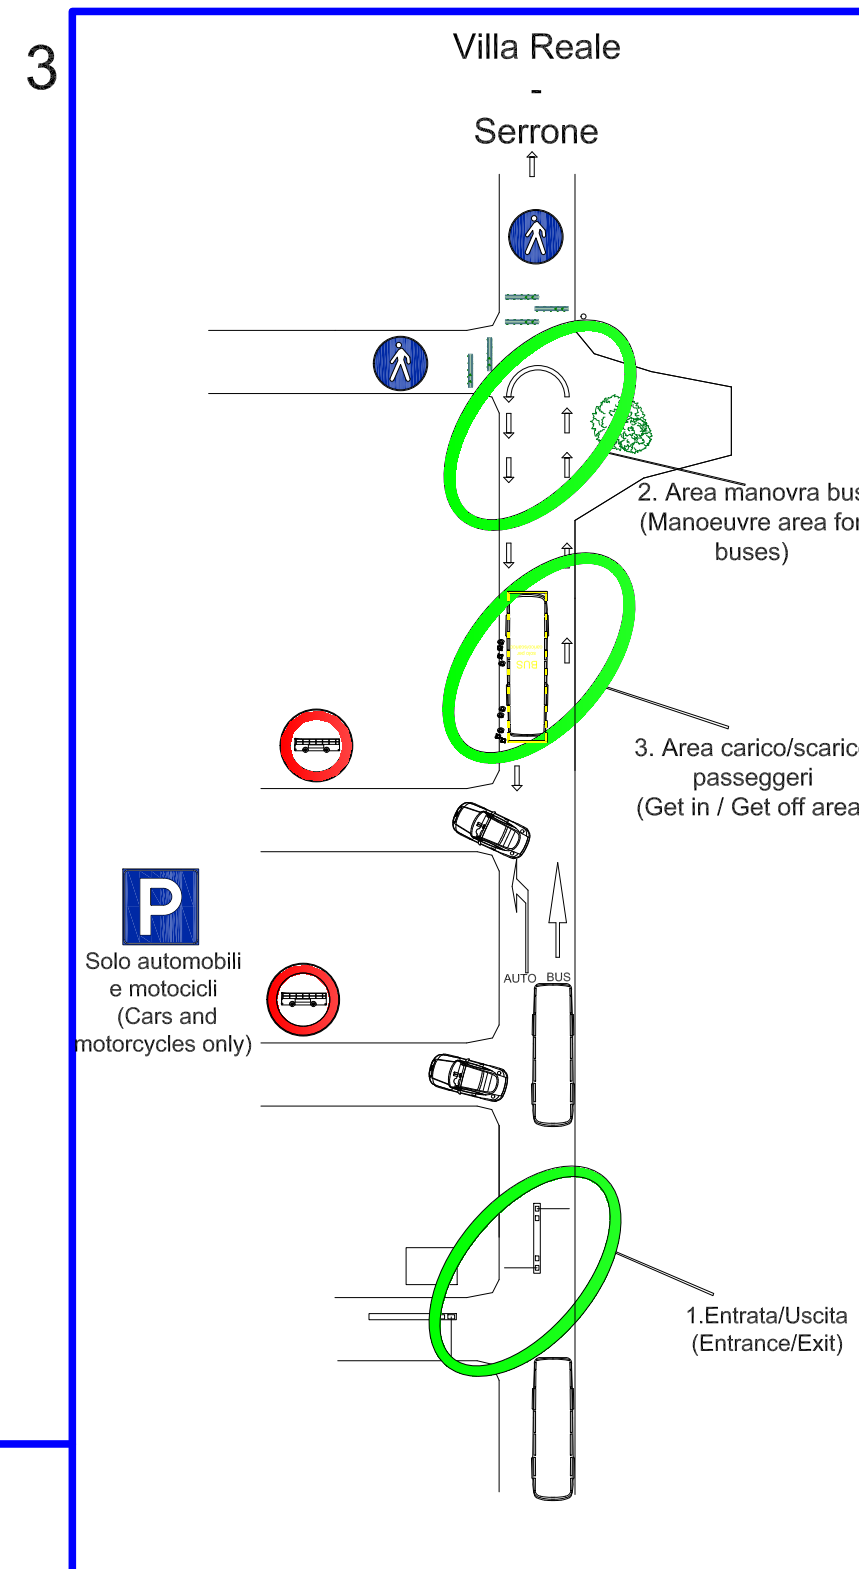 3
Villa Reale
-
Serrone
2. Area manovra bus
(Manoeuvre area for
buses)
3. Area carico/scarico
passeggeri
(Get in / Get off area
P
Solo automobili
e motocicli
(Cars and
motorcycles only)
AUTO BUS
BUS
1.Entrata/Uscita
(Entrance/Exit)